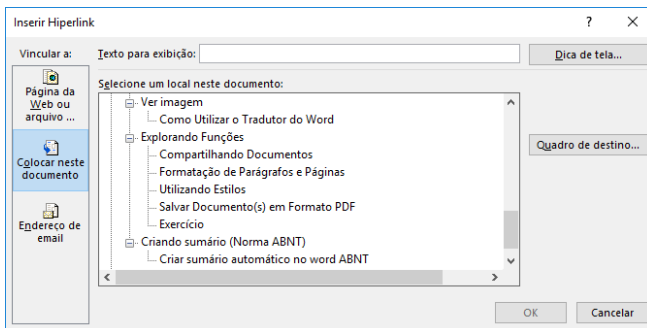 Inserir Hiperlink
?
Vincular a:
Texto para exibição:
Dica de tela...
Página da
Web ou
arquivo ...
Colocar neste
documento
Endereço de
email
Selecione um local neste documento:
Ver imagem
Como Utilizar o Tradutor do Word
Explorando Funções
Compartilhando Documentos
Formatação de Parágrafos e Páginas
Utilizando Estilos
Salvar Documento(s) em Formato PDF
Exercício
Criando sumário (Norma ABNT)
Criar sumário automático no word ABNT
Quadro de destino...
OK
Cancelar